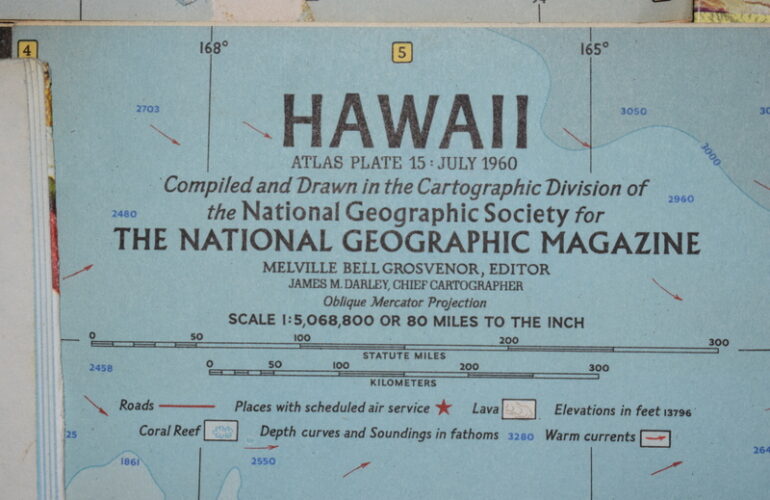 4
168°
5
165°
2703
3050
HAWAII
ATLAS PLATE 15 : JULY 1960
3000
Compiled and Drawn in the Cartographic Division of
2960
2480
the National Geographic Society for
THE NATIONAL GEOGRAPHIC MAGAZINE
MELVILLE BELL GROSVENOR, EDITOR
JAMES M. DARLEY, CHIEF CARTOGRAPHER
Oblique Mercator Projection
SCALE 1:5,068,800 OR 80 MILES TO THE INCH
0 50 100 200 300
STATUTE MILES
2458
0 50 100 200 300
KILOMETERS
Roads Places with scheduled air service Lava Elevations in feet 13796
25 Coral Reef Depth curves and Soundings in fathoms 3280 Warm currents
1861
2550